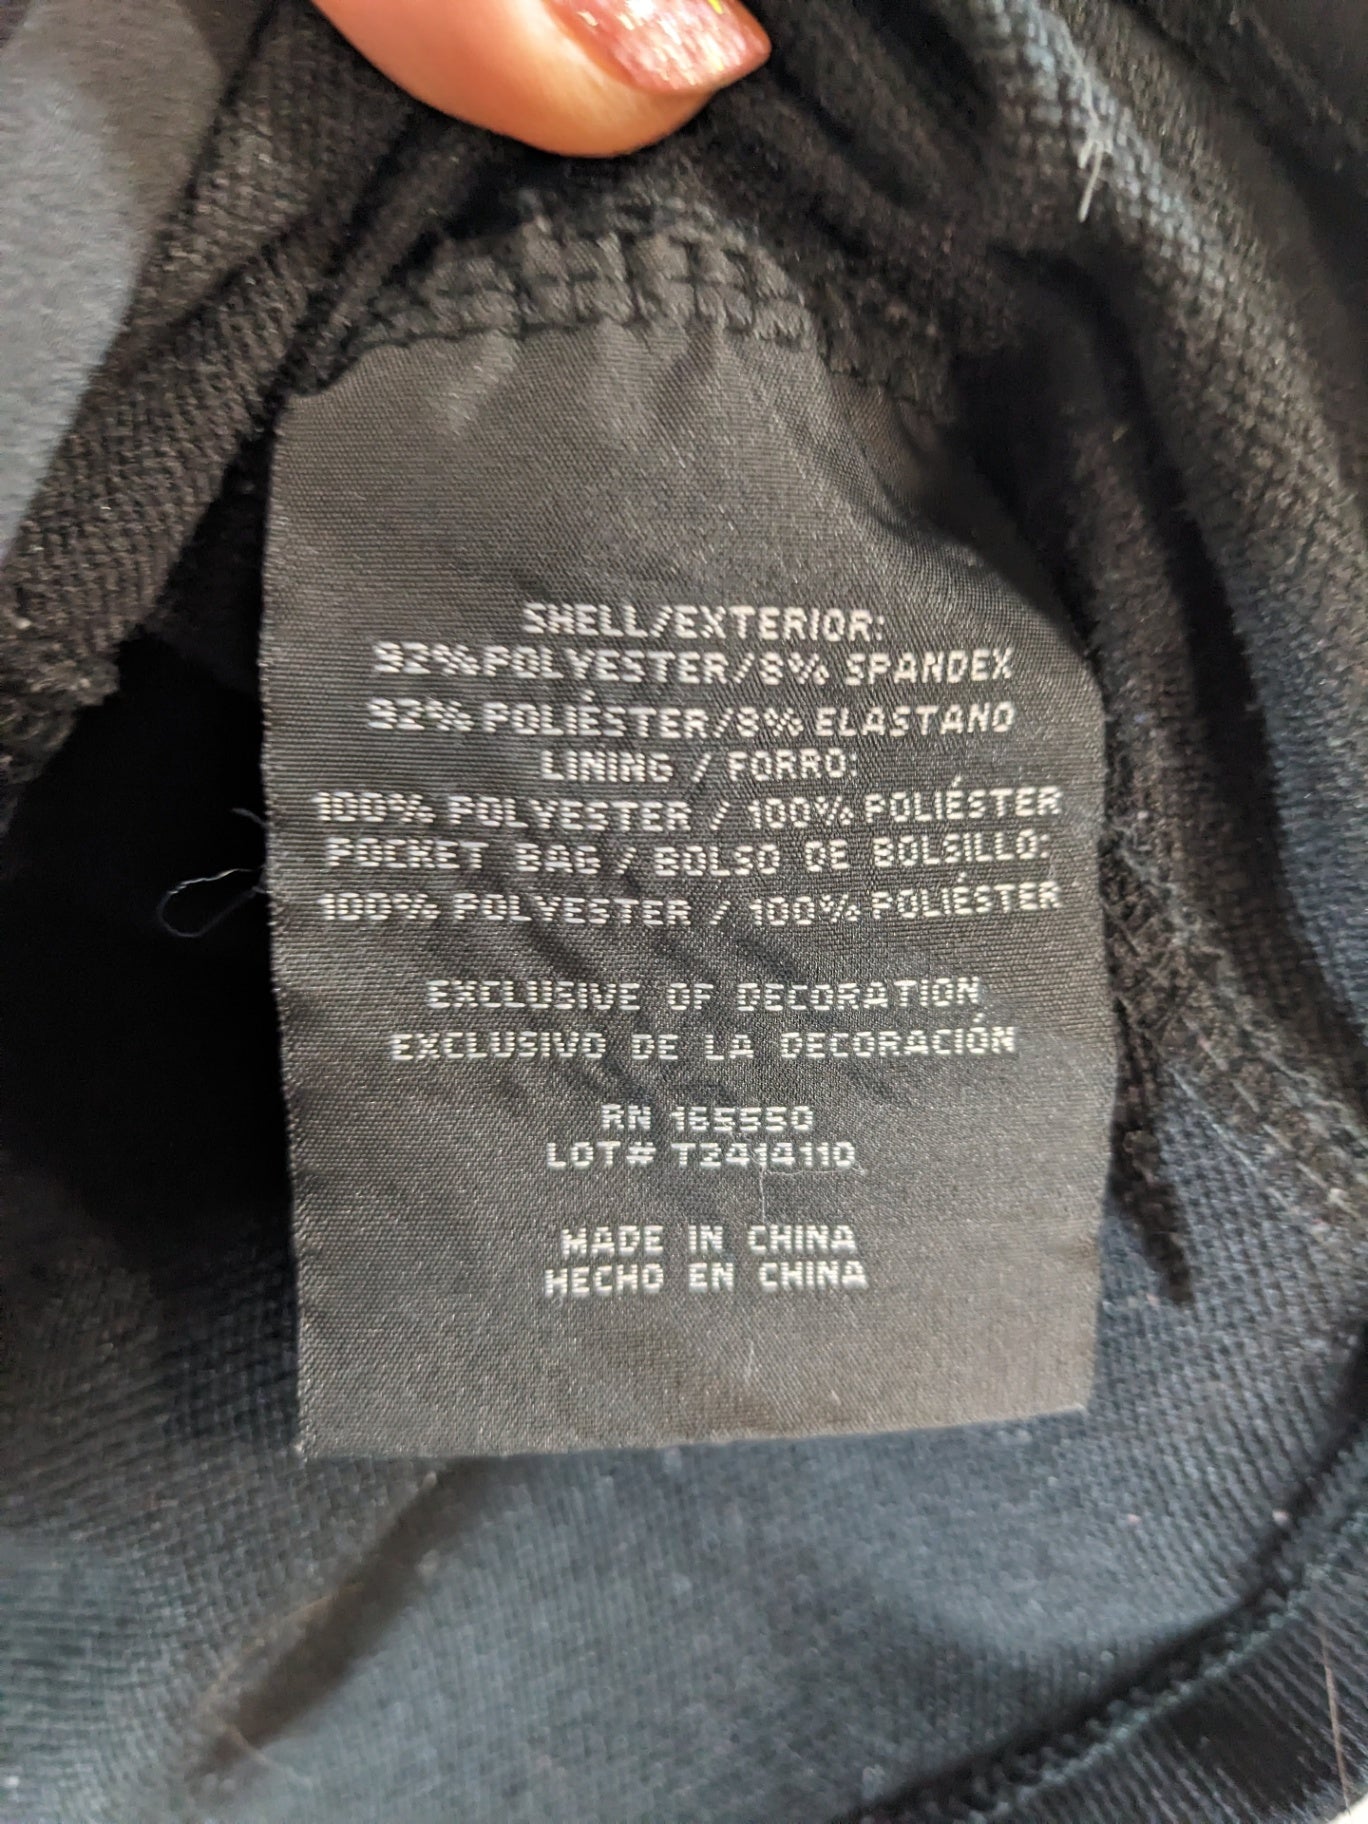 SHELL/EXTERIOR:
92% POLYESTER/8% SPANDEX
92% POLIÉSTER/8% ELASTANO
LINING / FORRO:
100% POLYESTER / 100% POLIÉSTER
POCKET BAG / BOLSO DE BOLSILLO:
100% POLYESTER / 100% POLIÉSTER
EXCLUSIVE OF DECORATION
EXCLUSIVO DE LA DECORACIÓN
RN 165550
LOT# T2414110
MADE IN CHINA
HECHO EN CHINA